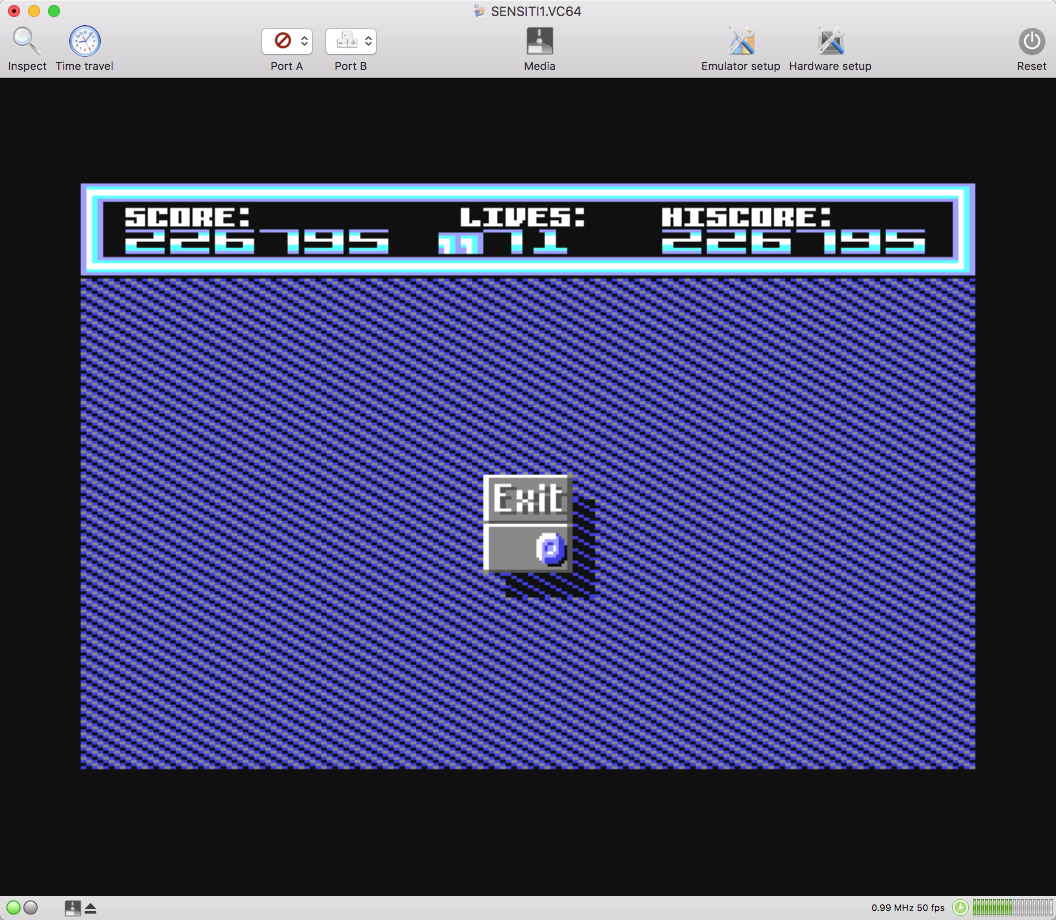 SENSITI1.VC64
Inspect Time travel Port A Port B Media Emulator setup Hardware setup Reset
SCORE: LIVES: HISCORE:
226795 71 226795
Exit
0.99 MHz 50 fps